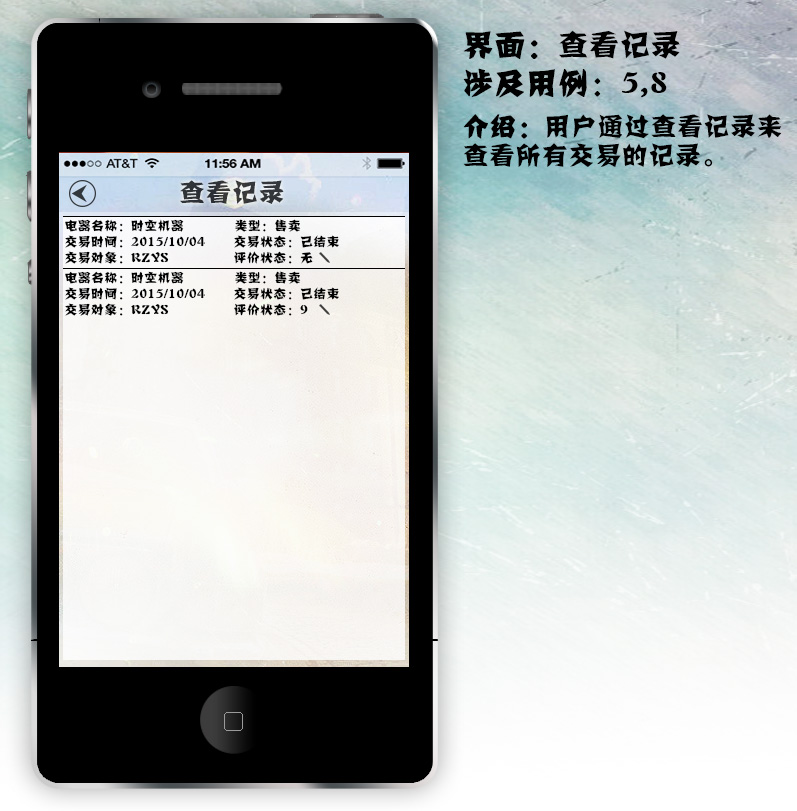 界面：查看记录
涉及用例：5,8
介绍：用户通过查看记录来
查看所有交易的记录。
AT&T 11:56 AM
查看记录
电器名称：时空机器 类型：售卖
交易时间：2015/10/04 交易状态：已结束
交易对象：RZYS 评价状态：无
电器名称：时空机器 类型：售卖
交易时间：2015/10/04 交易状态：已结束
交易对象：RZYS 评价状态：9